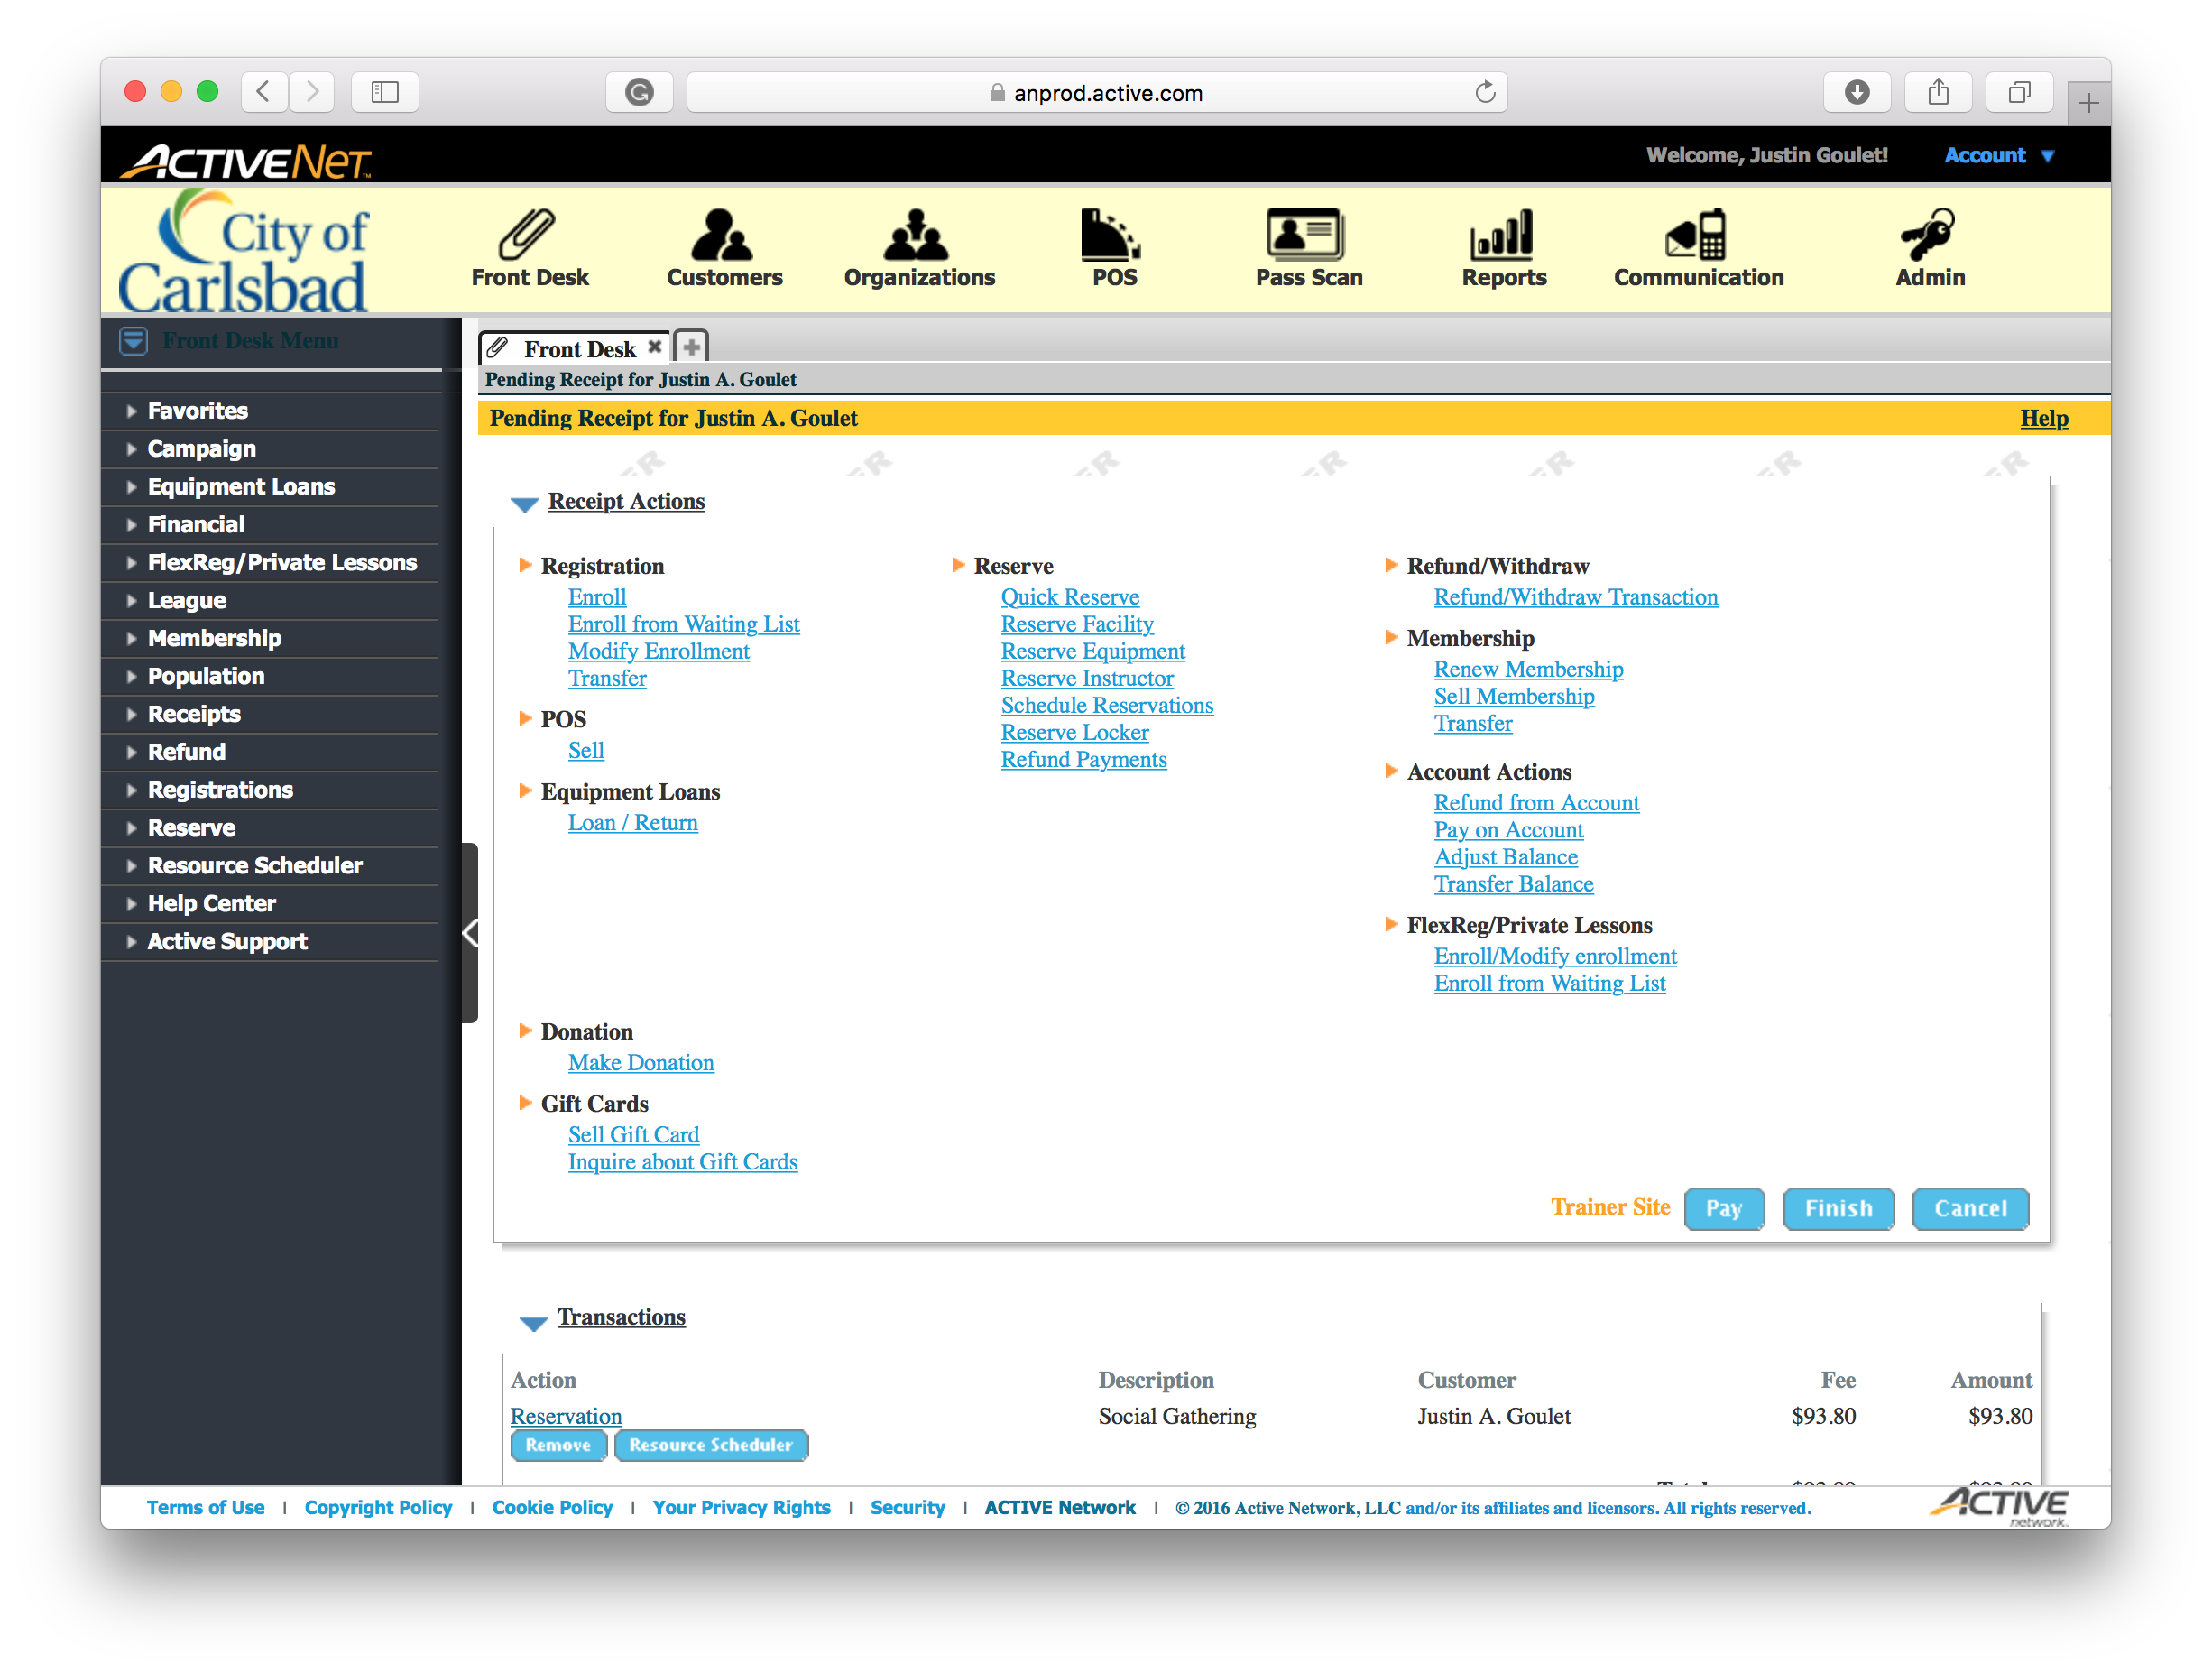 anprod.active.com
ACTIVENET
Welcome, Justin Goulet!
Account
City of
Carlsbad
Front Desk
Customers
Organizations
POS
Pass Scan
Reports
Communication
Admin
Front Desk Menu
Favorites
Campaign
Equipment Loans
Financial
FlexReg/Private Lessons
League
Membership
Population
Receipts
Refund
Registrations
Reserve
Resource Scheduler
Help Center
Active Support
Front Desk
Pending Receipt for Justin A. Goulet
Pending Receipt for Justin A. Goulet
Help
Receipt Actions
Registration
Enroll
Enroll from Waiting List
Modify Enrollment
Transfer
POS
Sell
Equipment Loans
Loan / Return
Donation
Make Donation
Gift Cards
Sell Gift Card
Inquire about Gift Cards
Reserve
Quick Reserve
Reserve Facility
Reserve Equipment
Reserve Instructor
Schedule Reservations
Reserve Locker
Refund Payments
Refund/Withdraw
Refund/Withdraw Transaction
Membership
Renew Membership
Sell Membership
Transfer
Account Actions
Refund from Account
Pay on Account
Adjust Balance
Transfer Balance
FlexReg/Private Lessons
Enroll/Modify enrollment
Enroll from Waiting List
Trainer Site
Pay
Finish
Cancel
Transactions
Action Description Customer Fee Amount
Reservation Social Gathering Justin A. Goulet $93.80 $93.80
Remove
Resource Scheduler
Terms of Use | Copyright Policy | Cookie Policy | Your Privacy Rights | Security | ACTIVE Network | © 2016 Active Network, LLC and/or its affiliates and licensors. All rights reserved.
ACTIVE
network